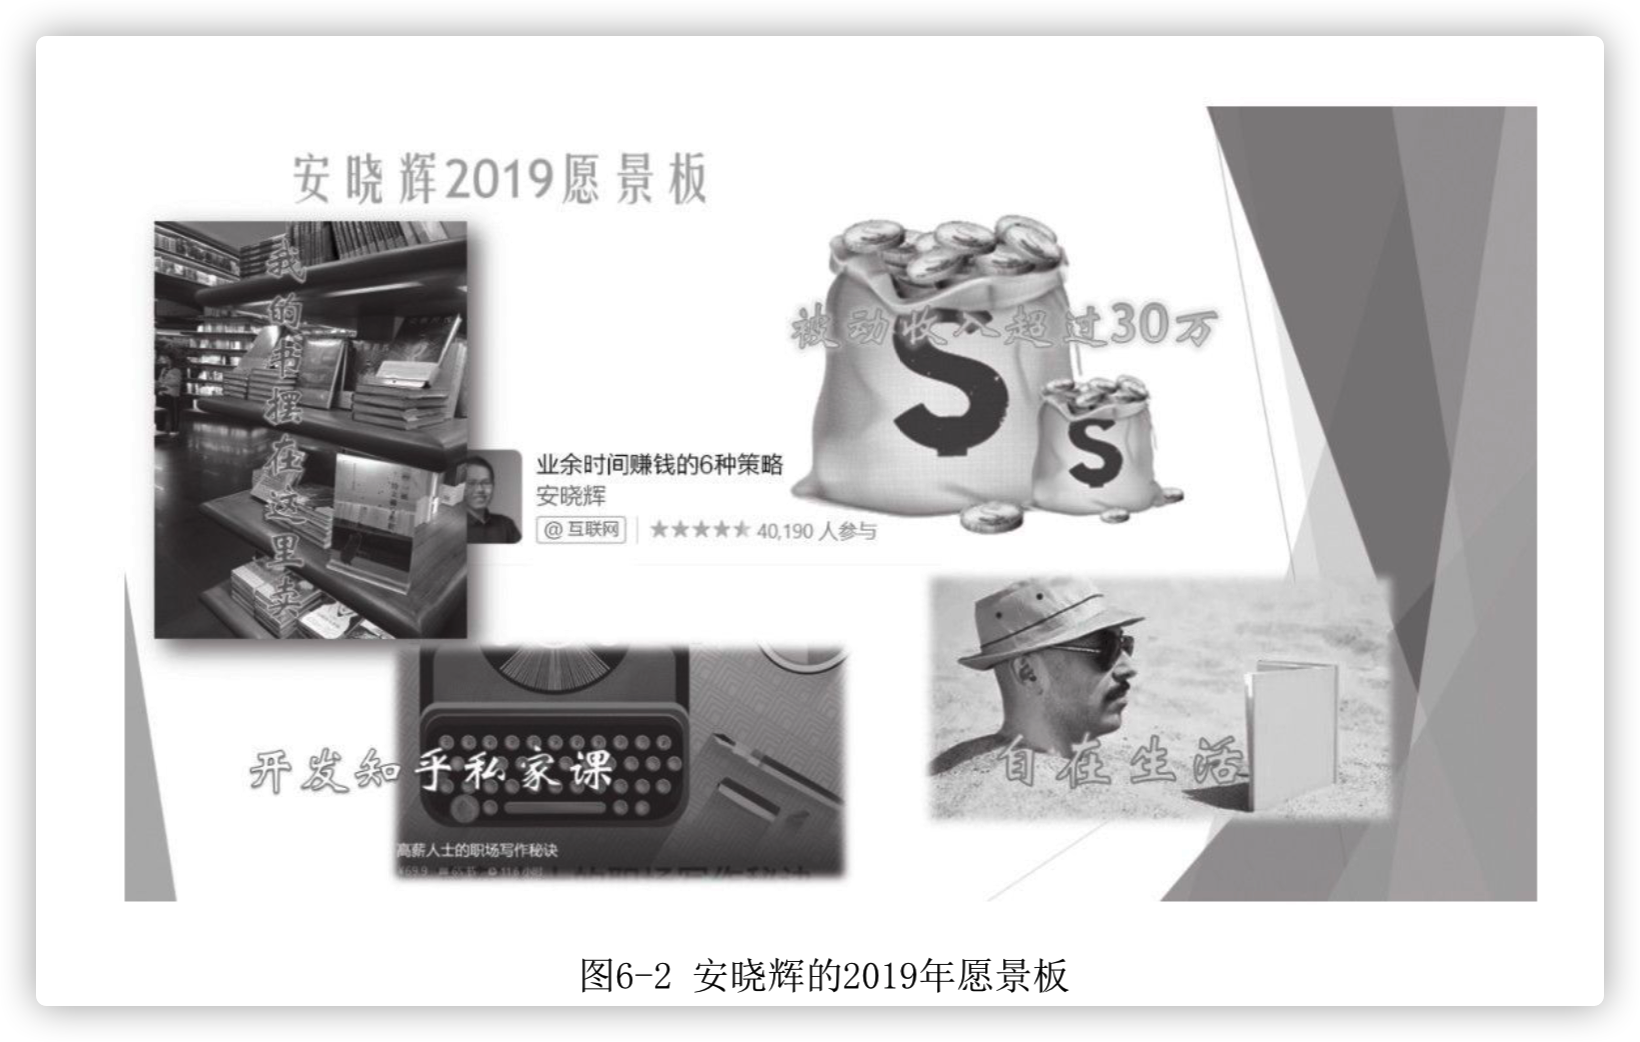 安晓辉2019愿景板
我的书摆在这里卖
被动收入超过30万
业余时间赚钱的6种策略
安晓辉
@互联网 40,190 人参与
开发知乎私家课
高薪人士的职场写作秘诀
自在生活
图6-2 安晓辉的2019年愿景板